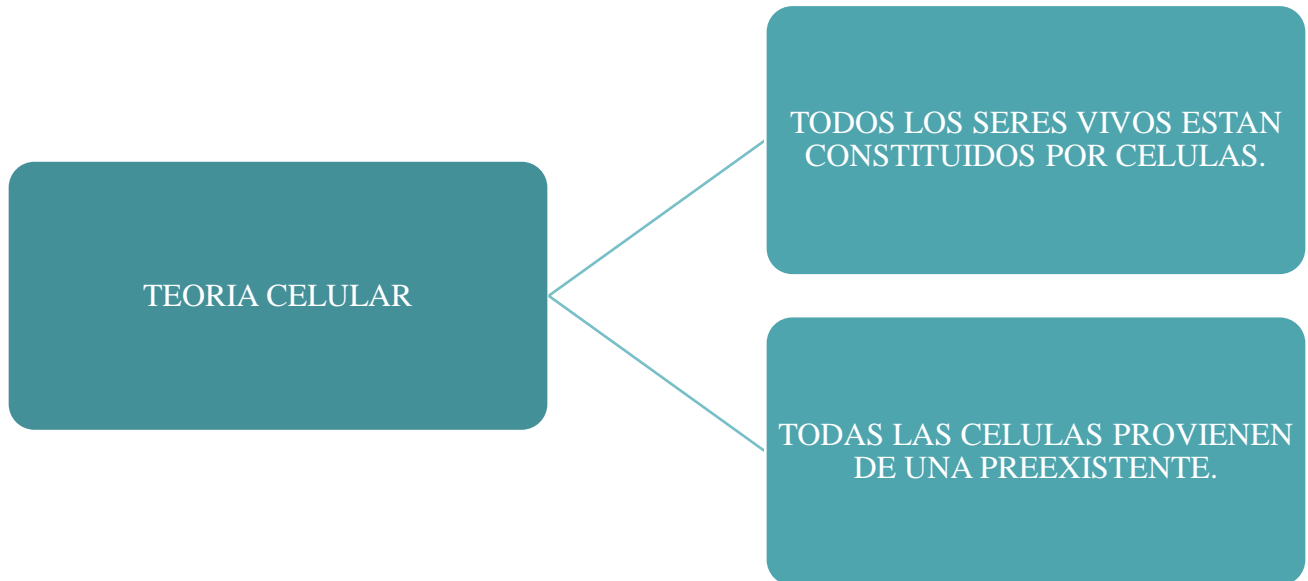 TEORIA CELULAR
TODOS LOS SERES VIVOS ESTAN
CONSTITUIDOS POR CELULAS.
TODAS LAS CELULAS PROVIENEN
DE UNA PREEXISTENTE.